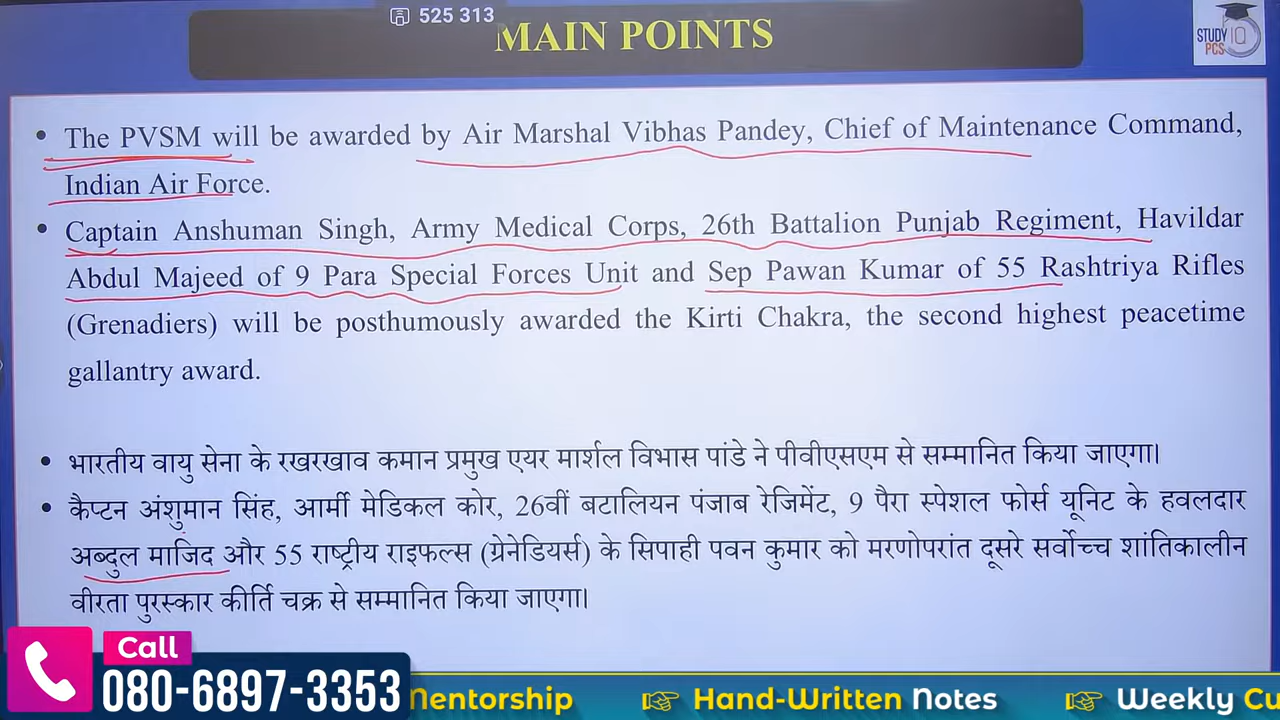 525 313
MAIN POINTS
STUDY IQ
PCS
• The PVSM will be awarded by Air Marshal Vibhas Pandey, Chief of Maintenance Command,
Indian Air Force.
• Captain Anshuman Singh, Army Medical Corps, 26th Battalion Punjab Regiment, Havildar
Abdul Majeed of 9 Para Special Forces Unit and Sep Pawan Kumar of 55 Rashtriya Rifles
(Grenadiers) will be posthumously awarded the Kirti Chakra, the second highest peacetime
gallantry award.
• भारतीय वायु सेना के रखरखाव कमान प्रमुख एयर मार्शल विभास पांडे ने पीवीएसएम से सम्मानित किया जाएगा।
• कैप्टन अंशुमान सिंह, आर्मी मेडिकल कोर, 26वीं बटालियन पंजाब रेजिमेंट, 9 पैरा स्पेशल फोर्स यूनिट के हवलदार
अब्दुल माजिद और 55 राष्ट्रीय राइफल्स (ग्रेनेडियर्स) के सिपाही पवन कुमार को मरणोपरांत दूसरे सर्वोच्च शांतिकालीन
वीरता पुरस्कार कीर्ति चक्र से सम्मानित किया जाएगा।
Call
080-6897-3353
Mentorship Hand-Written Notes Weekly Cu